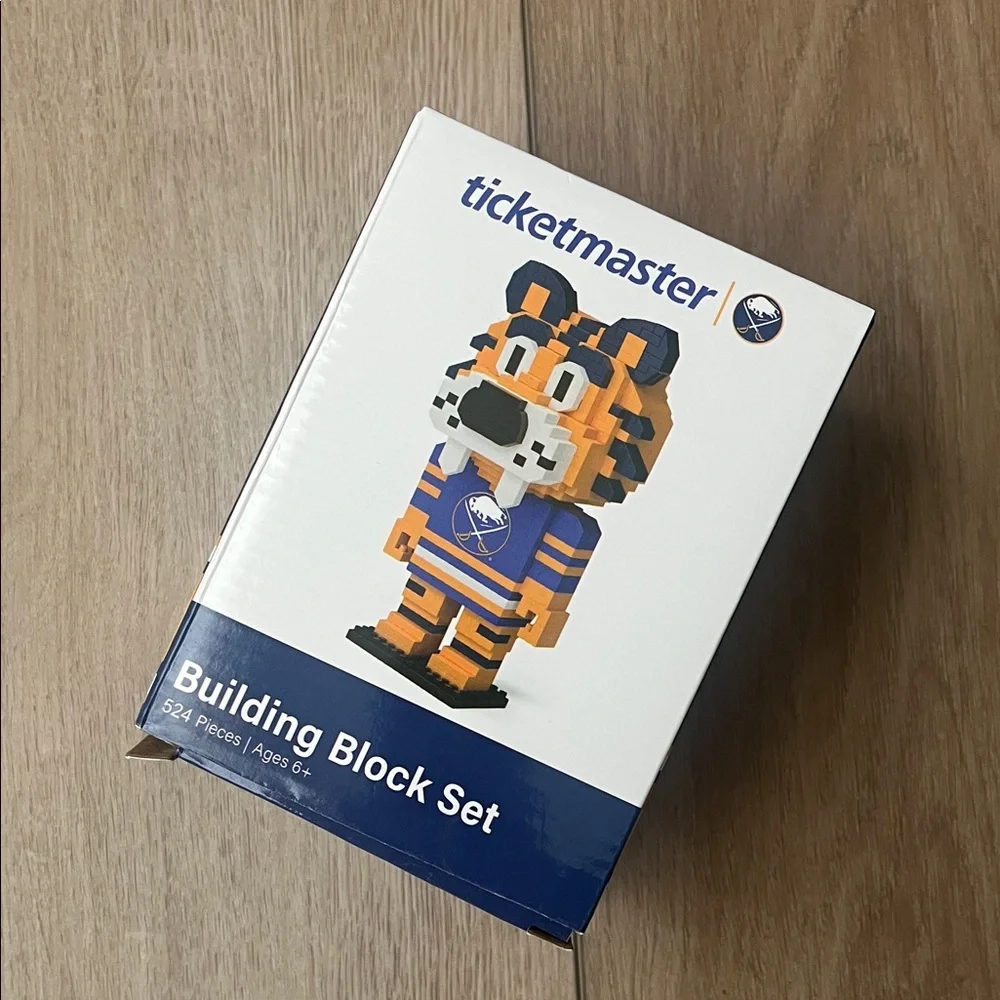 ticketmaster
Building Block Set
524 Pieces | Ages 6+